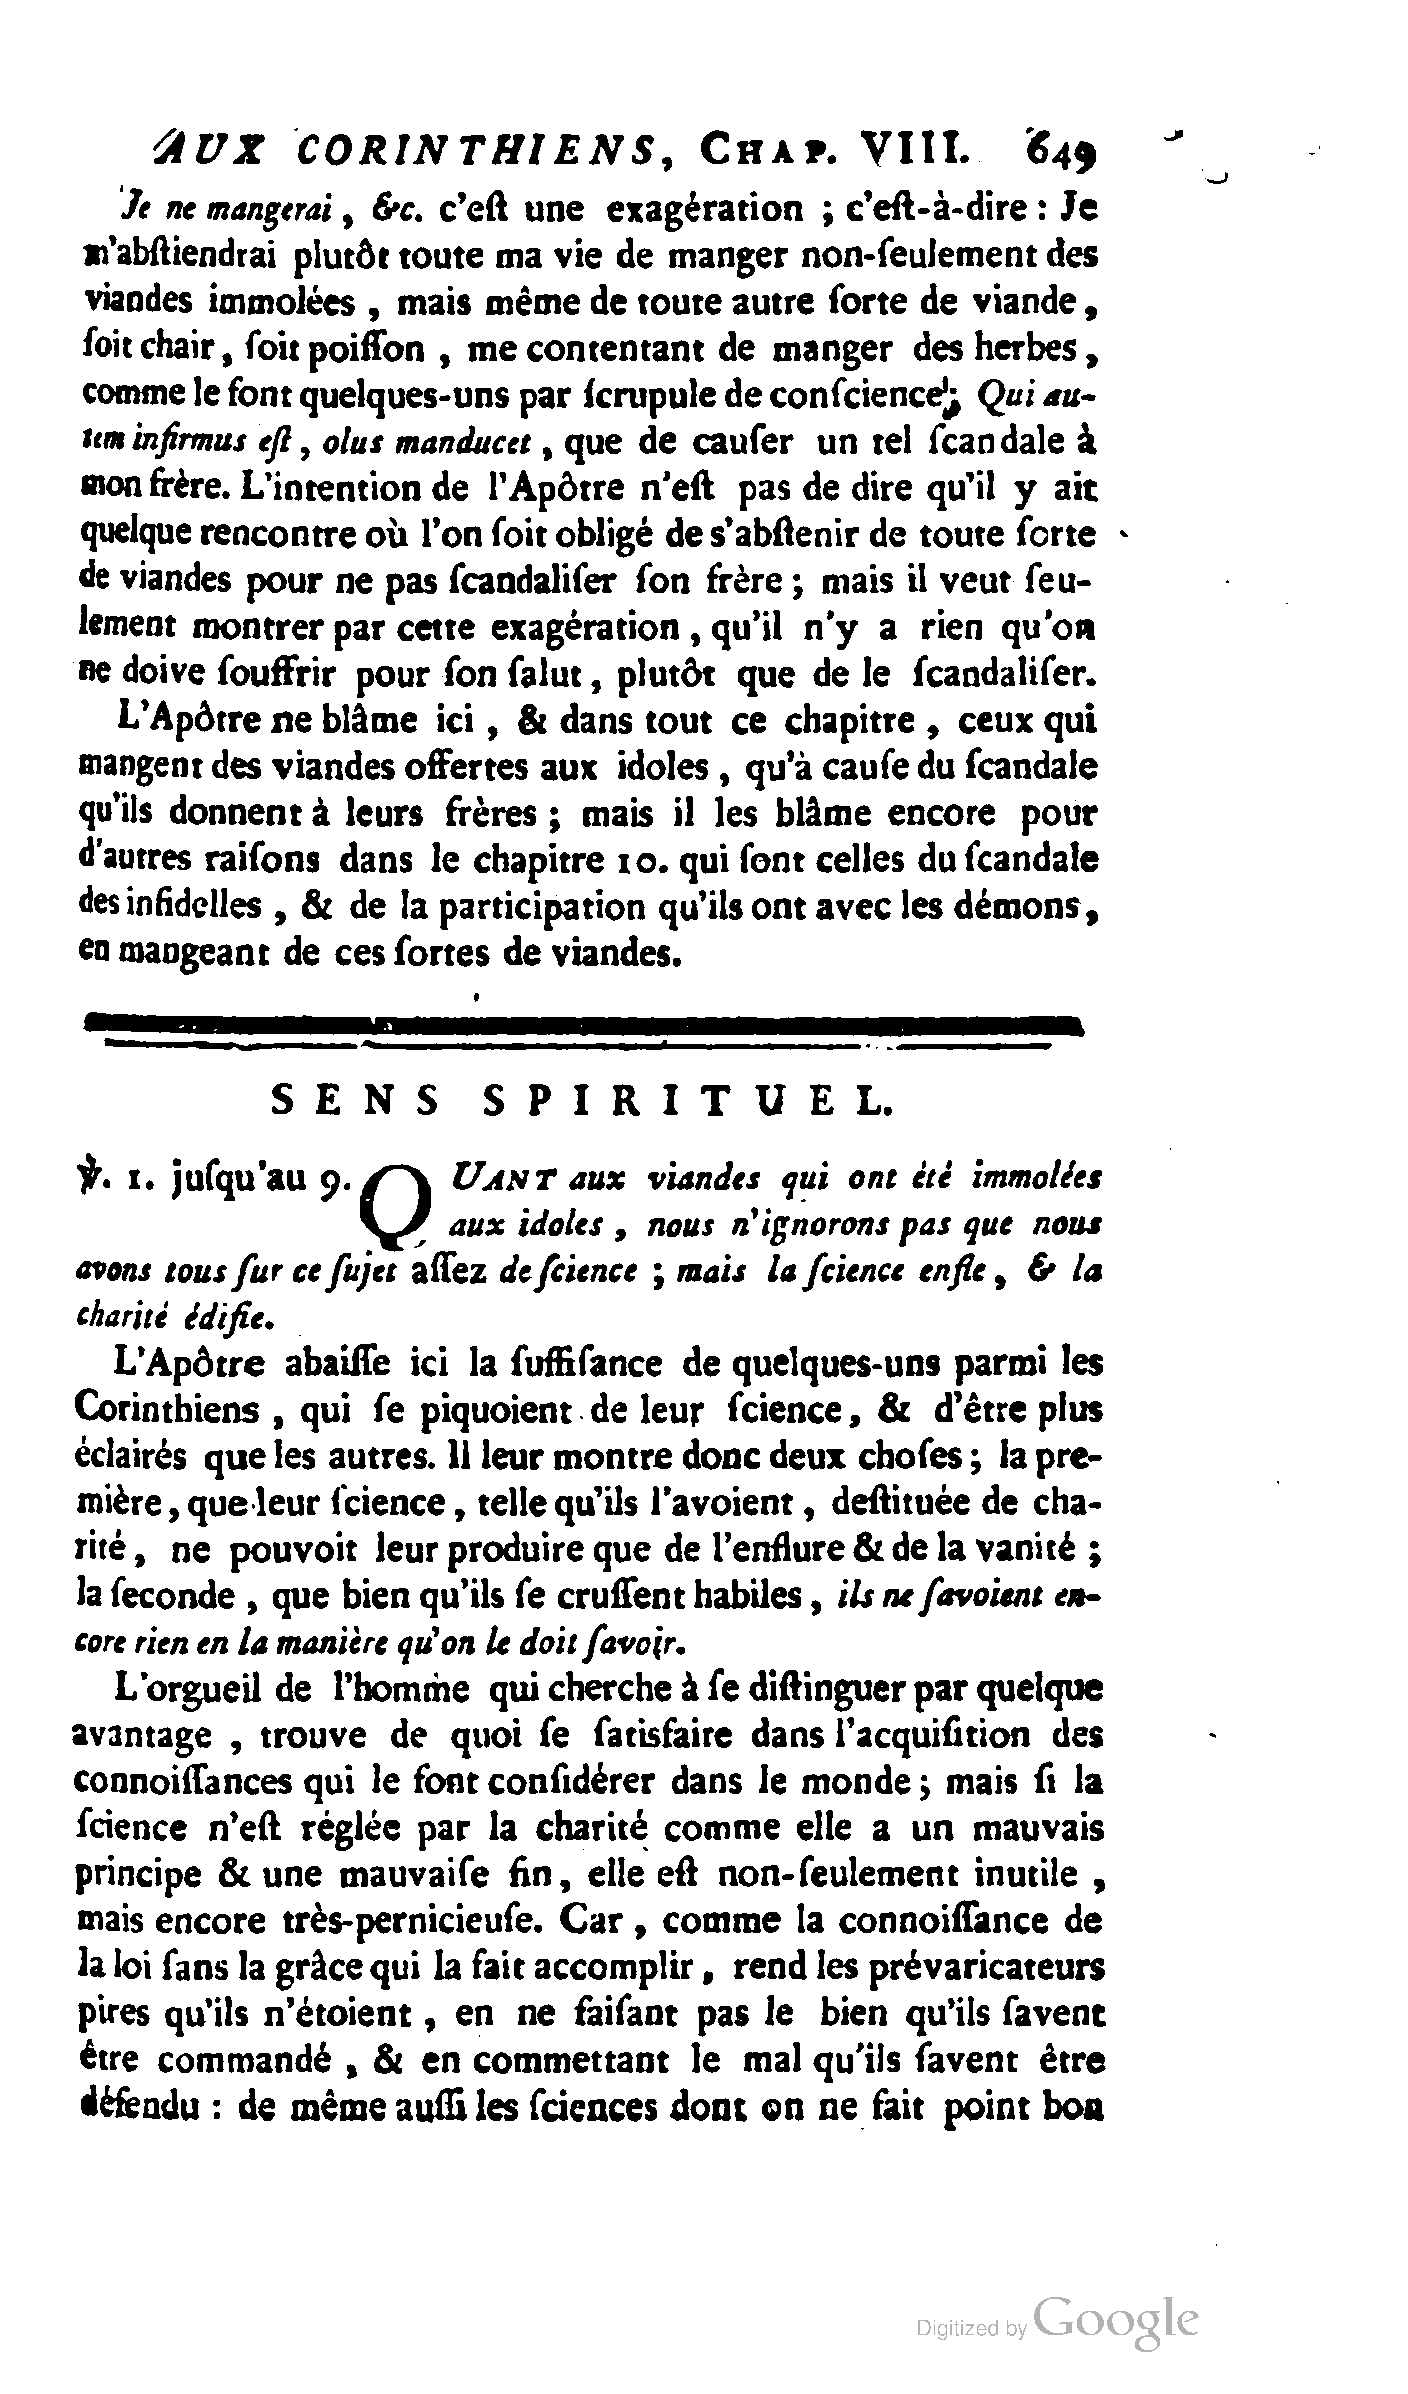 AUX CORINTHIENS, CHAP. VIII. 649
Je ne mangerai, &c. c'eſt une exagération ; c'eſt-à-dire : Je
m'abſtiendrai plutôt toute ma vie de manger non-ſeulement des
viandes immolées , mais même de toute autre ſorte de viande,
ſoit chair, ſoit poiſſon , me contentant de manger des herbes,
comme le font quelques-uns par ſcrupule de conſcience; Qui au-
tem infirmus eſt, olus manducet, que de cauſer un tel ſcandale à
mon frère. L'intention de l'Apôtre n'eſt pas de dire qu'il y ait
quelque rencontre où l'on ſoit obligé de s'abſtenir de toute ſorte
de viandes pour ne pas ſcandaliſer ſon frère ; mais il veut ſeu-
lement montrer par cette exagération, qu'il n'y a rien qu'on
ne doive ſouffrir pour ſon ſalut, plutôt que de le ſcandaliſer.
L'Apôtre ne blâme ici , & dans tout ce chapitre , ceux qui
mangent des viandes offertes aux idoles , qu'à cauſe du ſcandale
qu'ils donnent à leurs frères ; mais il les blâme encore pour
d'autres raiſons dans le chapitre 10. qui ſont celles du ſcandale
des infidelles , & de la participation qu'ils ont avec les démons,
en mangeant de ces ſortes de viandes.
SENS SPIRITUEL.
℣. 1. juſqu'au 9. QUANT aux viandes qui ont été immolées
aux idoles , nous n'ignorons pas que nous
avons tous ſur ce ſujet aſſez de ſcience ; mais la ſcience enfle, & la
charité édifie.
L'Apôtre abaiſſe ici la ſuffiſance de quelques-uns parmi les
Corinthiens , qui ſe piquoient de leur ſcience, & d'être plus
éclairés que les autres. Il leur montre donc deux choſes ; la pre-
mière, que leur ſcience, telle qu'ils l'avoient , deſtituée de cha-
rité, ne pouvoit leur produire que de l'enflure & de la vanité ;
la ſeconde , que bien qu'ils ſe cruſſent habiles, ils ne ſavoient en-
core rien en la manière qu'on le doit ſavoir.
L'orgueil de l'homme qui cherche à ſe diſtinguer par quelque
avantage , trouve de quoi ſe ſatisfaire dans l'acquiſition des
connoiſſances qui le font conſidérer dans le monde ; mais ſi la
ſcience n'eſt réglée par la charité comme elle a un mauvais
principe & une mauvaiſe fin, elle eſt non-ſeulement inutile ,
mais encore très-pernicieuſe. Car , comme la connoiſſance de
la loi ſans la grâce qui la fait accomplir, rend les prévaricateurs
pires qu'ils n'étoient , en ne faiſant pas le bien qu'ils ſavent
être commandé , & en commettant le mal qu'ils ſavent être
défendu : de même auſſi les ſciences dont on ne fait point bon
Digitized by Google